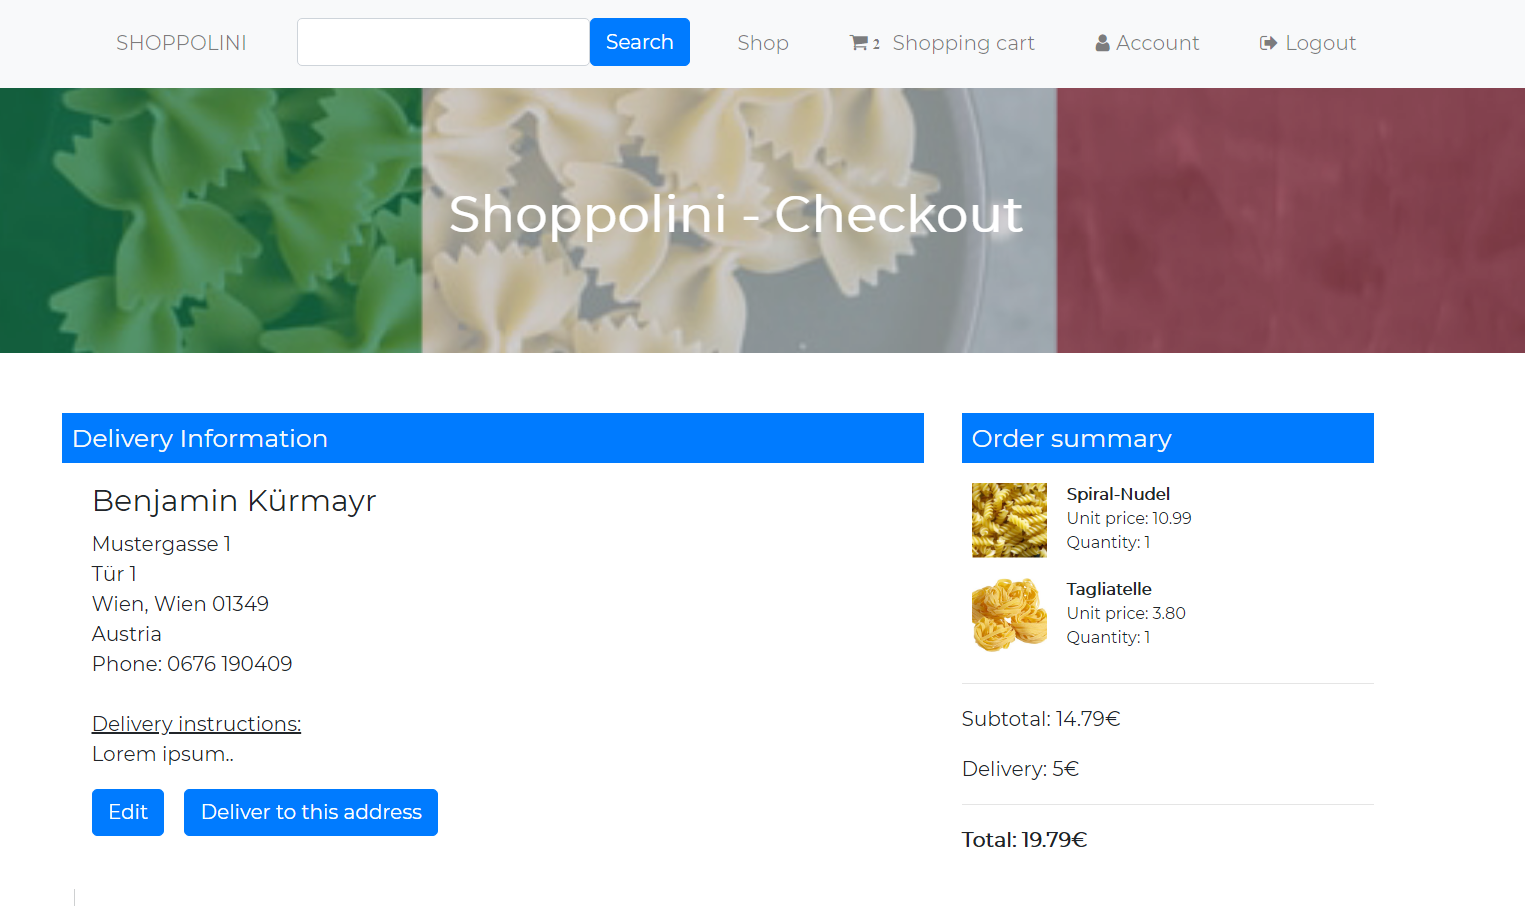 SHOPPOLINI
Search
Shop
2 Shopping cart
Account
Logout
Shoppolini - Checkout
Delivery Information
Benjamin Kürmayr
Mustergasse 1
Tür 1
Wien, Wien 01349
Austria
Phone: 0676 190409
Delivery instructions:
Lorem ipsum..
Edit
Deliver to this address
Order summary
Spiral-Nudel
Unit price: 10.99
Quantity: 1
Tagliatelle
Unit price: 3.80
Quantity: 1
Subtotal: 14.79€
Delivery: 5€
Total: 19.79€